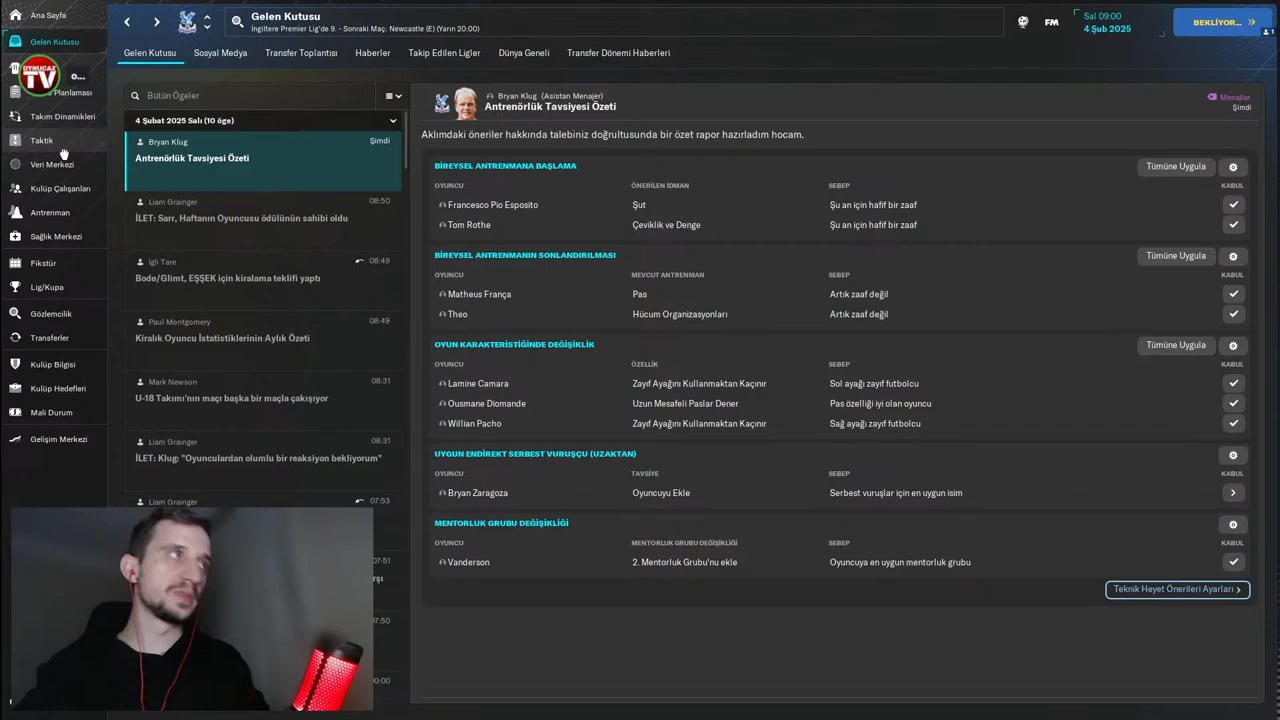 Ana Sayfa
Gelen Kutusu
OYNUCAZ
TV
o...
Planlaması
Takım Dinamikleri
Taktik
Veri Merkezi
Kulüp Çalışanları
Antrenman
Sağlık Merkezi
Fikstür
Lig/Kupa
Gözlemcilik
Transferler
Kulüp Bilgisi
Kulüp Hedefleri
Mali Durum
Gelişim Merkezi
Gelen Kutusu
İngiltere Premier Lig'de 9. - Sonraki Maç: Newcastle (E) (Yarın 20:00)
FM
Sal 09:00
4 Şub 2025
BEKLİYOR...
1
Gelen Kutusu
Sosyal Medya
Transfer Toplantısı
Haberler
Takip Edilen Ligler
Dünya Geneli
Transfer Dönemi Haberleri
Bütün Ögeler
4 Şubat 2025 Salı (10 öge)
Bryan Klug
Şimdi
Antrenörlük Tavsiyesi Özeti
Liam Grainger
08:50
İLET: Sarr, Haftanın Oyuncusu ödülünün sahibi oldu
Igli Tare
08:49
Bodø/Glimt, EŞŞEK için kiralama teklifi yaptı
Paul Montgomery
08:49
Kiralık Oyuncu İstatistiklerinin Aylık Özeti
Mark Newson
08:31
U-18 Takımı'nın maçı başka bir maçla çakışıyor
Liam Grainger
08:31
İLET: Klug: "Oyunculardan olumlu bir reaksiyon bekliyorum"
Liam Grainger
07:53
07:51
07:50
Bryan Klug (Asistan Menajer)
Antrenörlük Tavsiyesi Özeti
Mesajlar
Şimdi
Aklımdaki öneriler hakkında talebiniz doğrultusunda bir özet rapor hazırladım hocam.
BİREYSEL ANTRENMANA BAŞLAMA
Tümüne Uygula
OYUNCU ÖNERİLEN İDMAN SEBEP KABUL
Francesco Pio Esposito Şut Şu an için hafif bir zaaf
Tom Rothe Çeviklik ve Denge Şu an için hafif bir zaaf
BİREYSEL ANTRENMANIN SONLANDIRILMASI
Tümüne Uygula
OYUNCU MEVCUT ANTRENMAN SEBEP KABUL
Matheus França Pas Artık zaaf değil
Theo Hücum Organizasyonları Artık zaaf değil
OYUN KARAKTERİSTİĞİNDE DEĞİŞİKLİK
Tümüne Uygula
OYUNCU ÖZELLİK SEBEP KABUL
Lamine Camara Zayıf Ayağını Kullanmaktan Kaçınır Sol ayağı zayıf futbolcu
Ousmane Diomande Uzun Mesafeli Paslar Dener Pas özelliği iyi olan oyuncu
Willian Pacho Zayıf Ayağını Kullanmaktan Kaçınır Sağ ayağı zayıf futbolcu
UYGUN ENDİREKT SERBEST VURUŞÇU (UZAKTAN)
OYUNCU TAVSİYE SEBEP KABUL
Bryan Zaragoza Oyuncuyu Ekle Serbest vuruşlar için en uygun isim
MENTORLUK GRUBU DEĞİŞİKLİĞİ
OYUNCU MENTORLUK GRUBU DEĞİŞİKLİĞİ SEBEP KABUL
Vanderson 2. Mentorluk Grubu'nu ekle Oyuncuya en uygun mentorluk grubu
Teknik Heyet Önerileri Ayarları